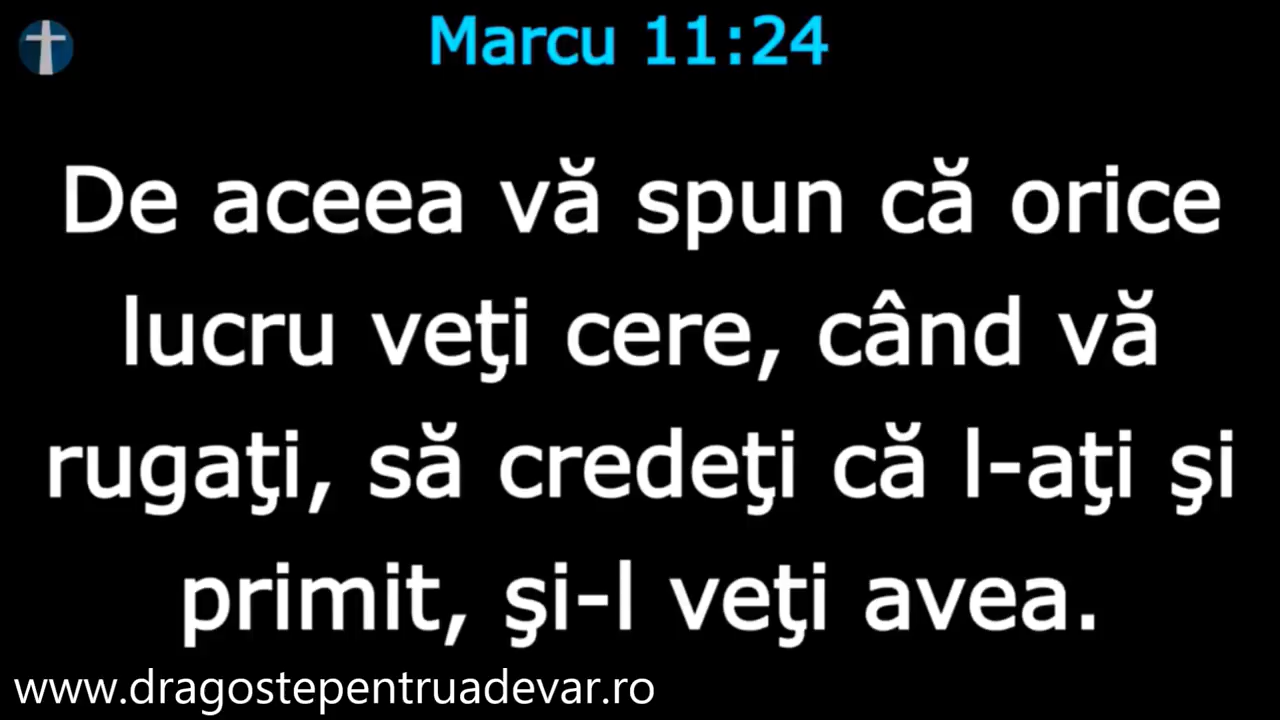 Marcu 11:24
De aceea vă spun că orice
lucru veţi cere, când vă
rugaţi, să credeţi că l-aţi şi
primit, şi-l veţi avea.
www.dragostepentruadevar.ro